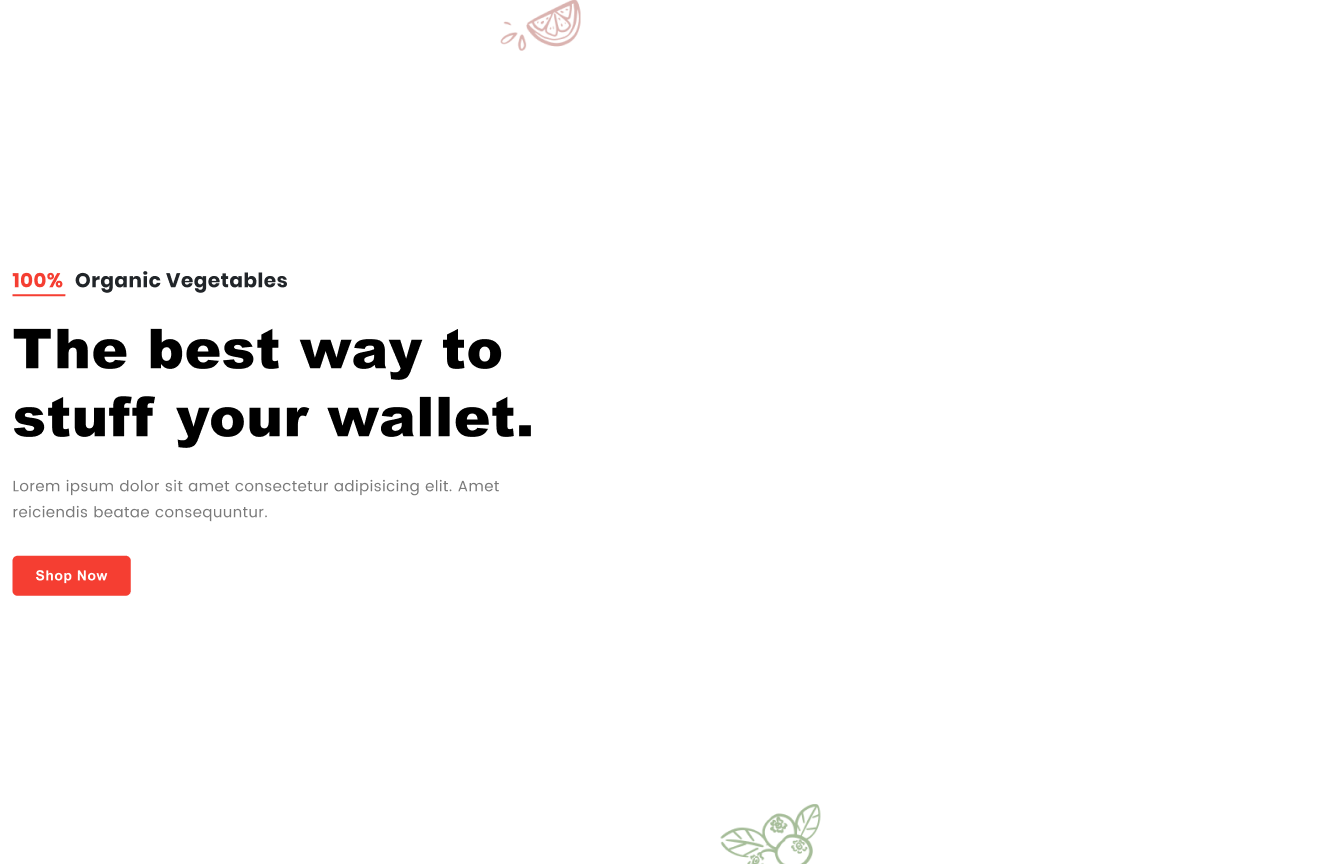 100% Organic Vegetables
The best way to
stuff your wallet.
Lorem ipsum dolor sit amet consectetur adipisicing elit. Amet
reiciendis beatae consequuntur.
Shop Now